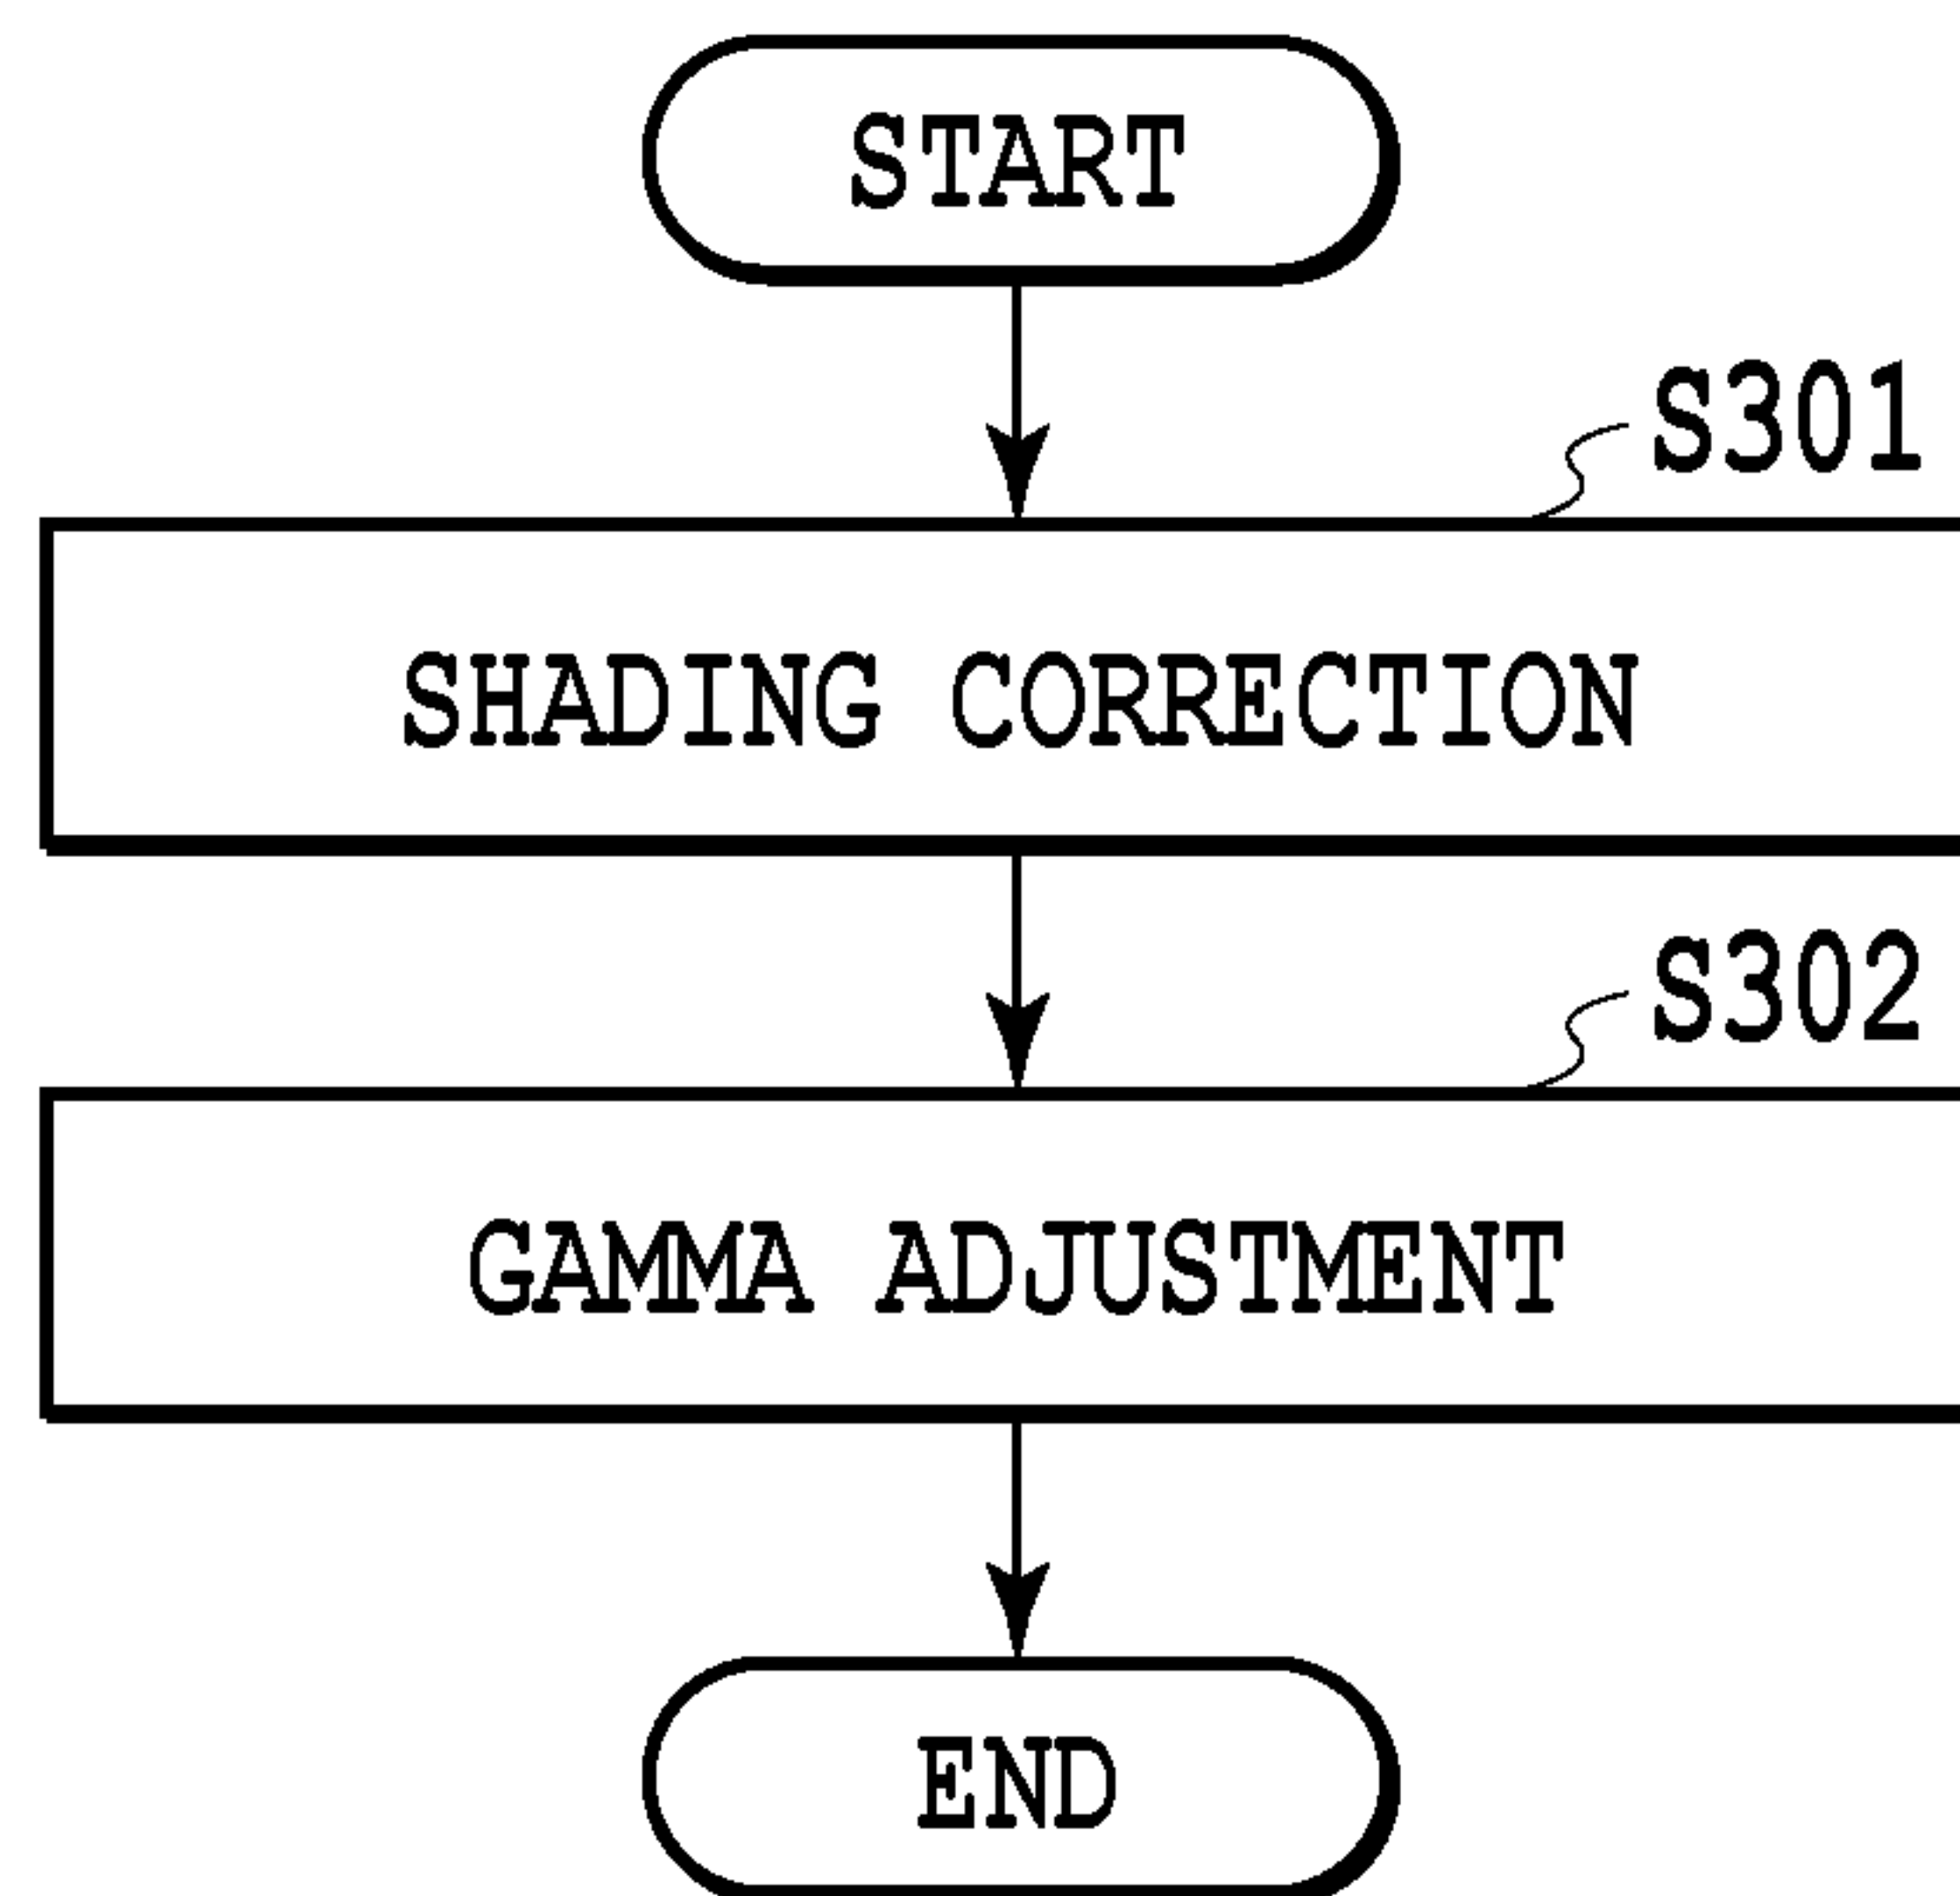 START
S301
SHADING CORRECTION
S302
GAMMA ADJUSTMENT
END